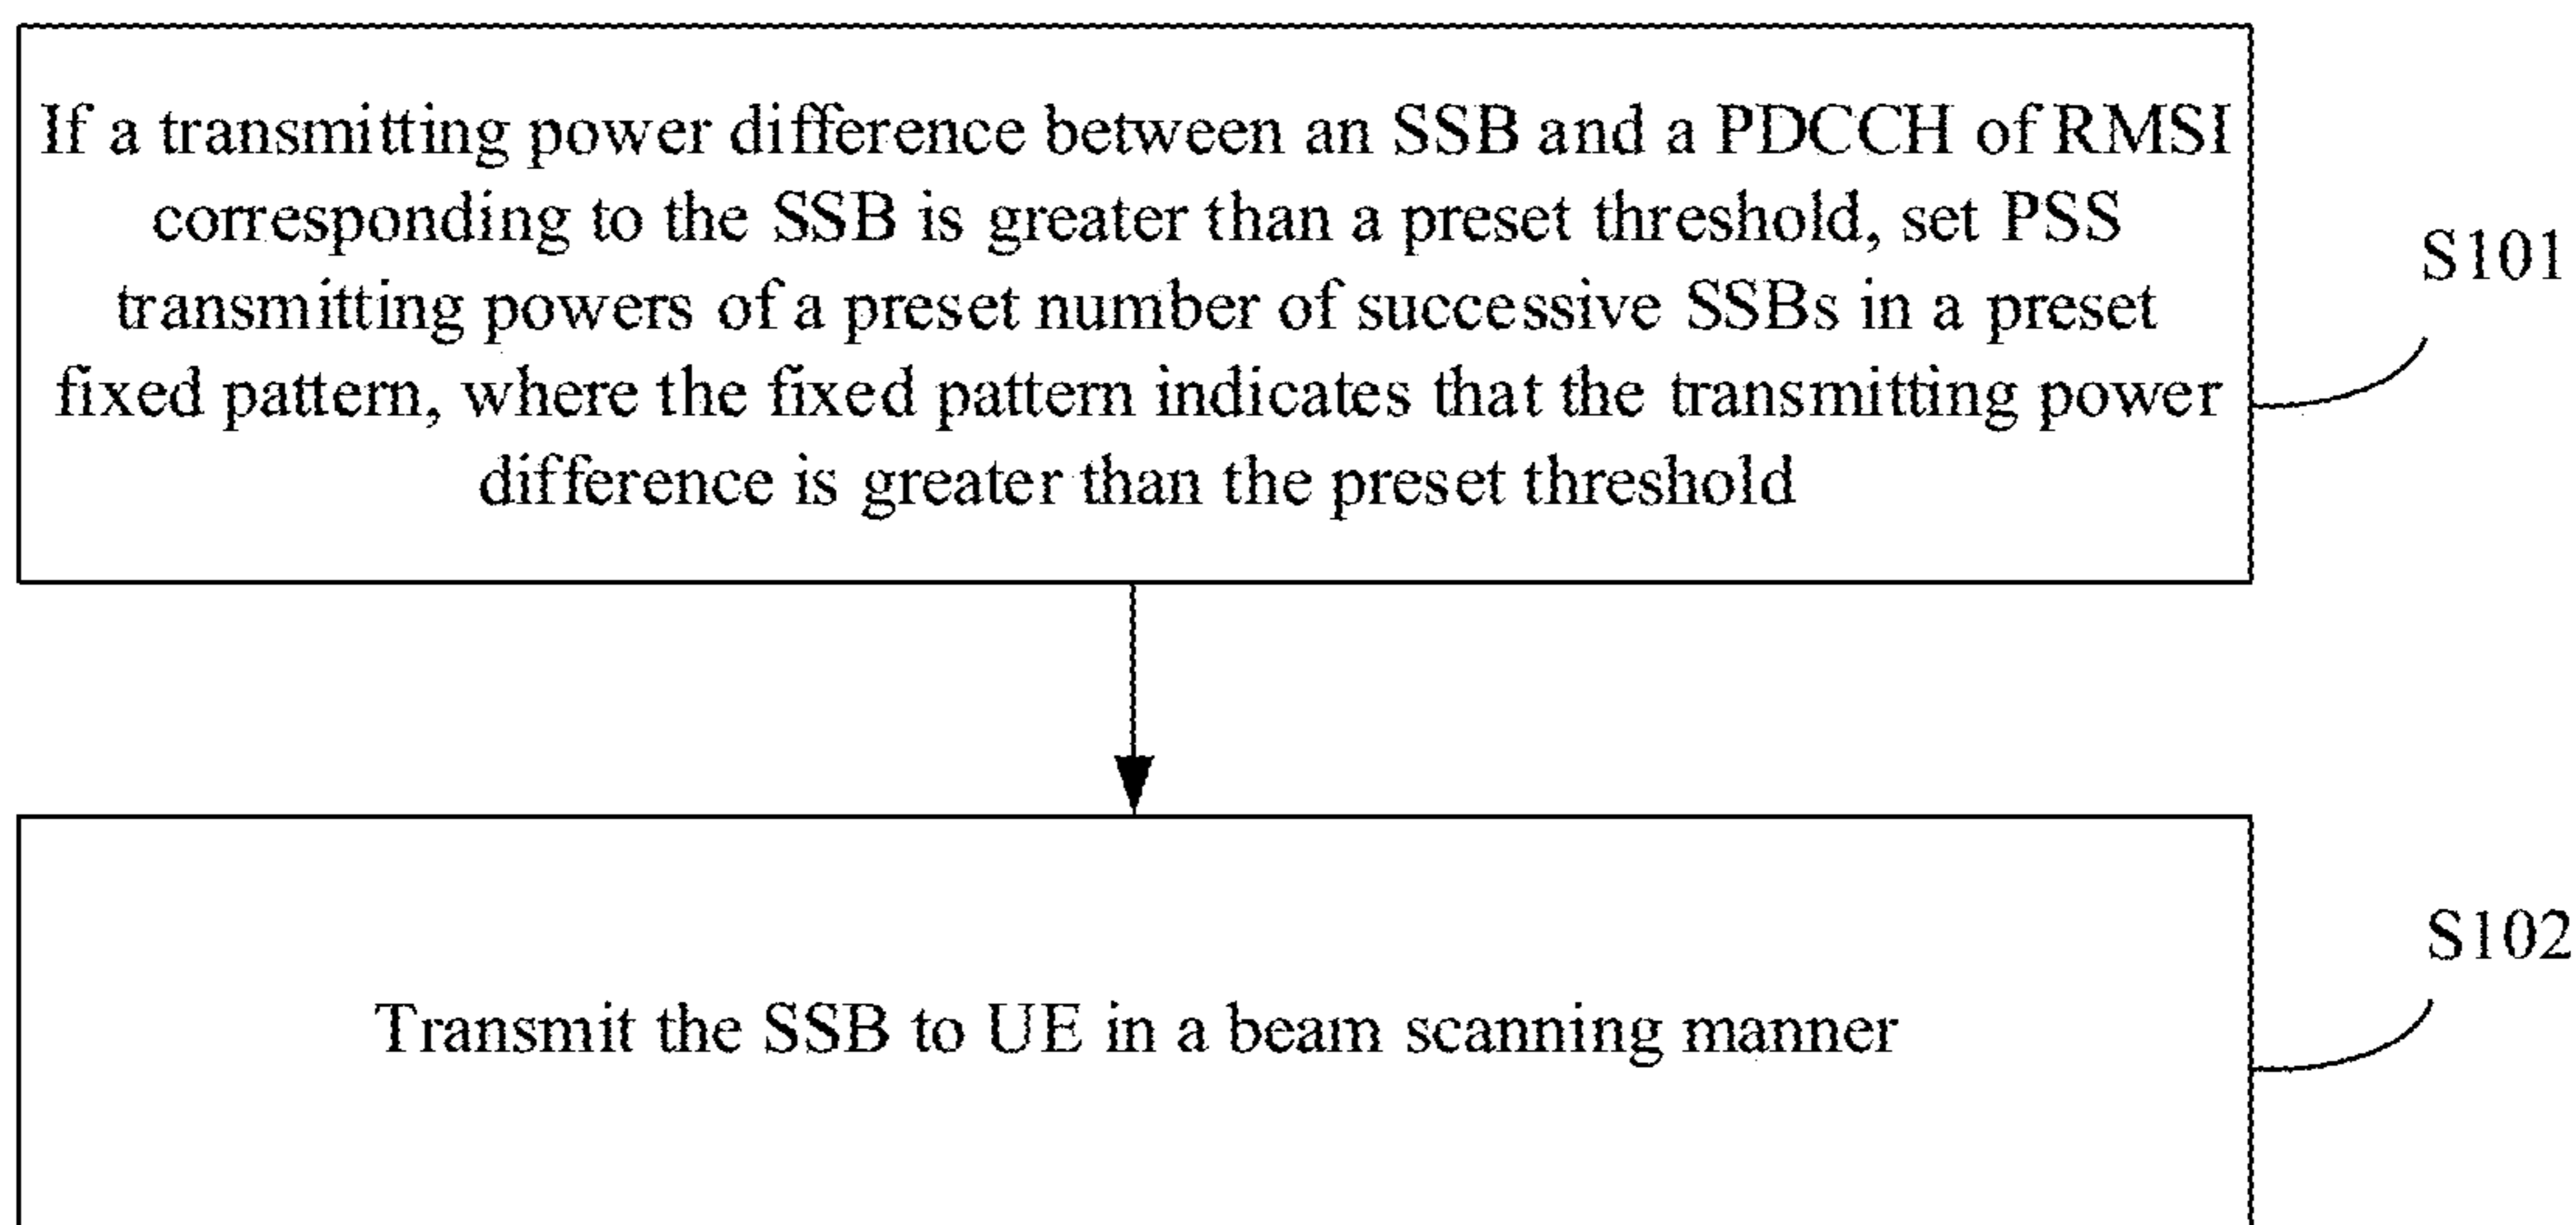 If a transmitting power difference between an SSB and a PDCCH of RMSI
corresponding to the SSB is greater than a preset threshold, set PSS
transmitting powers of a preset number of successive SSBs in a preset
fixed pattern, where the fixed pattern indicates that the transmitting power
difference is greater than the preset threshold
S101
Transmit the SSB to UE in a beam scanning manner
S102